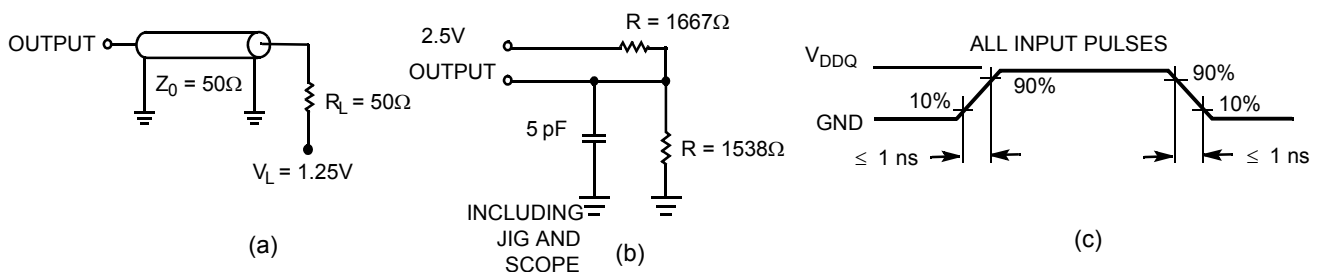 OUTPUT
Z0 = 50Ω
RL = 50Ω
VL = 1.25V
(a)
R = 1667Ω
2.5V
OUTPUT
5 pF
R = 1538Ω
INCLUDING
JIG AND
SCOPE
(b)
ALL INPUT PULSES
VDDQ
GND
10%
90%
90%
10%
≤ 1 ns
≤ 1 ns
(c)